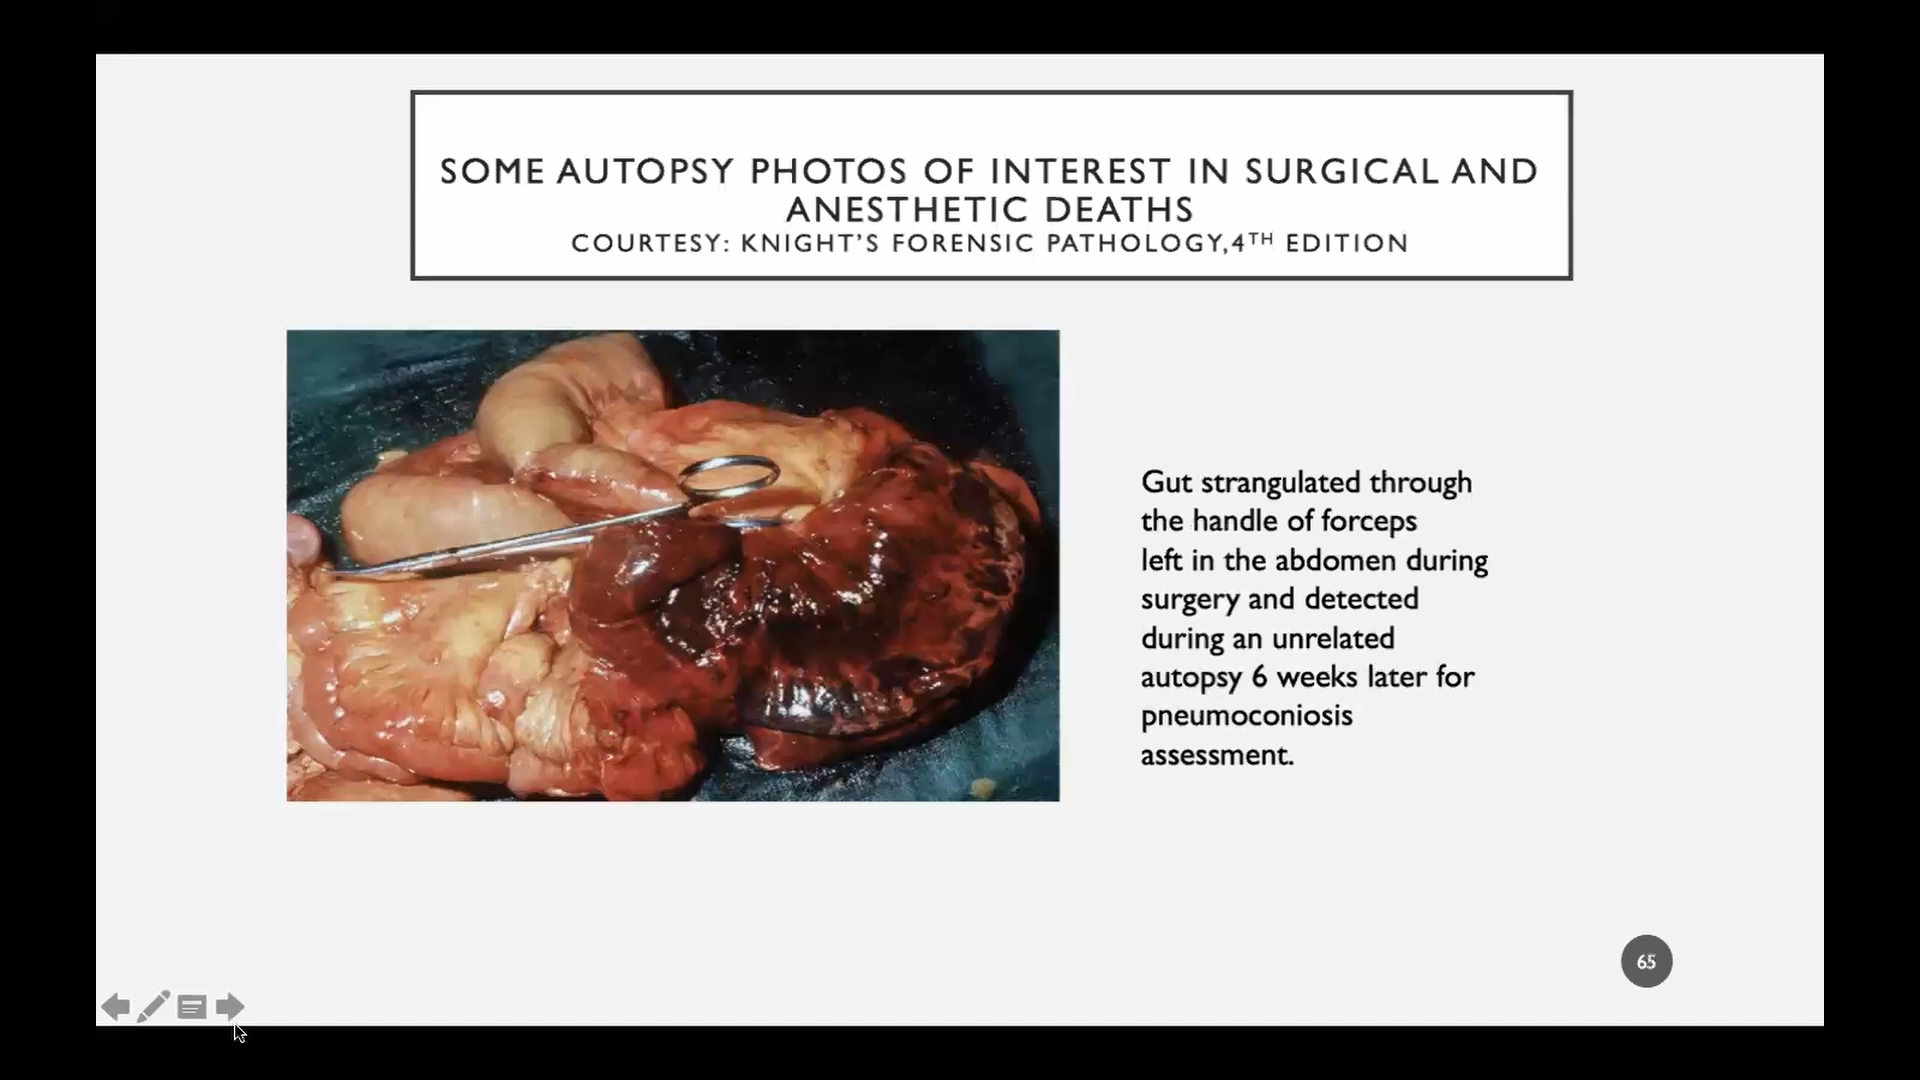 SOME AUTOPSY PHOTOS OF INTEREST IN SURGICAL AND
ANESTHETIC DEATHS
COURTESY: KNIGHT'S FORENSIC PATHOLOGY,4TH EDITION
Gut strangulated through
the handle of forceps
left in the abdomen during
surgery and detected
during an unrelated
autopsy 6 weeks later for
pneumoconiosis
assessment.
65